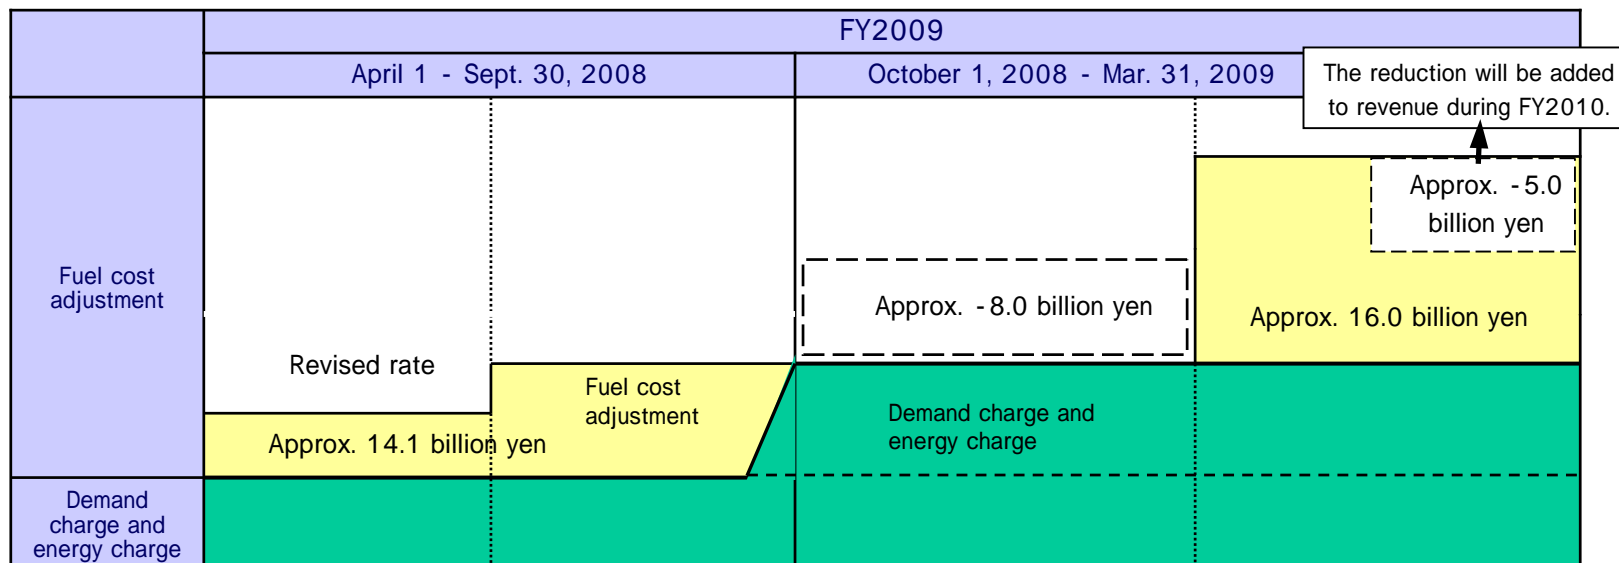 FY2009
April 1 - Sept. 30, 2008
October 1, 2008 - Mar. 31, 2009
The reduction will be added
to revenue during FY2010.
Approx. -5.0
billion yen
Fuel cost
adjustment
Approx. -8.0 billion yen
Approx. 16.0 billion yen
Revised rate
Fuel cost
adjustment
Demand charge and
energy charge
Approx. 14.1 billion yen
Demand
charge and
energy charge